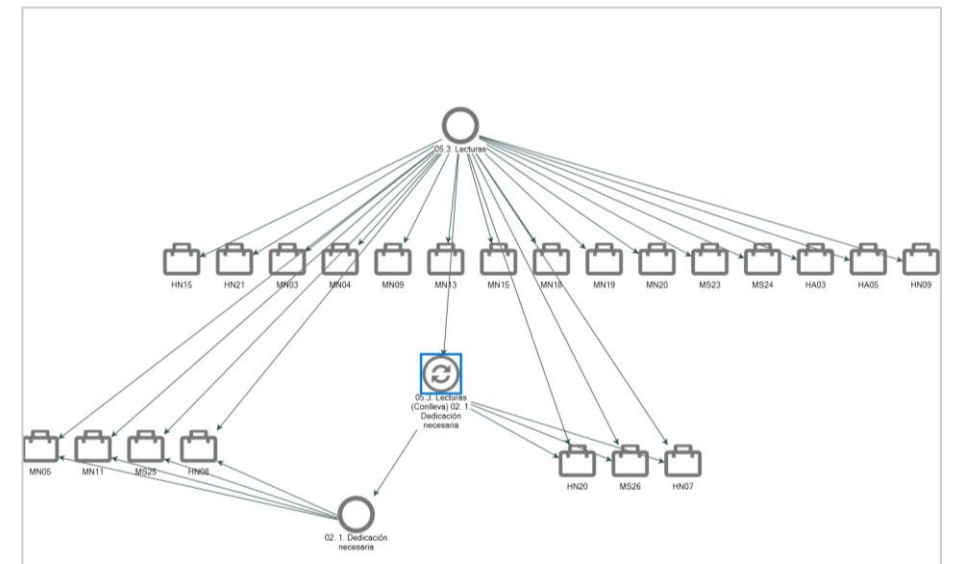 05.3. Lecturas
HN15
HN21
MN03
MN04
MN09
MN13
MN15
MN18
MN19
MN20
MS23
MS24
HA03
HA05
HN09
05.3. Lecturas
(Conlleva) 02. 1
Dedicación
necesaria
MN05
MN11
MS25
HN08
HN20
MS26
HN07
02. 1. Dedicación
necesaria